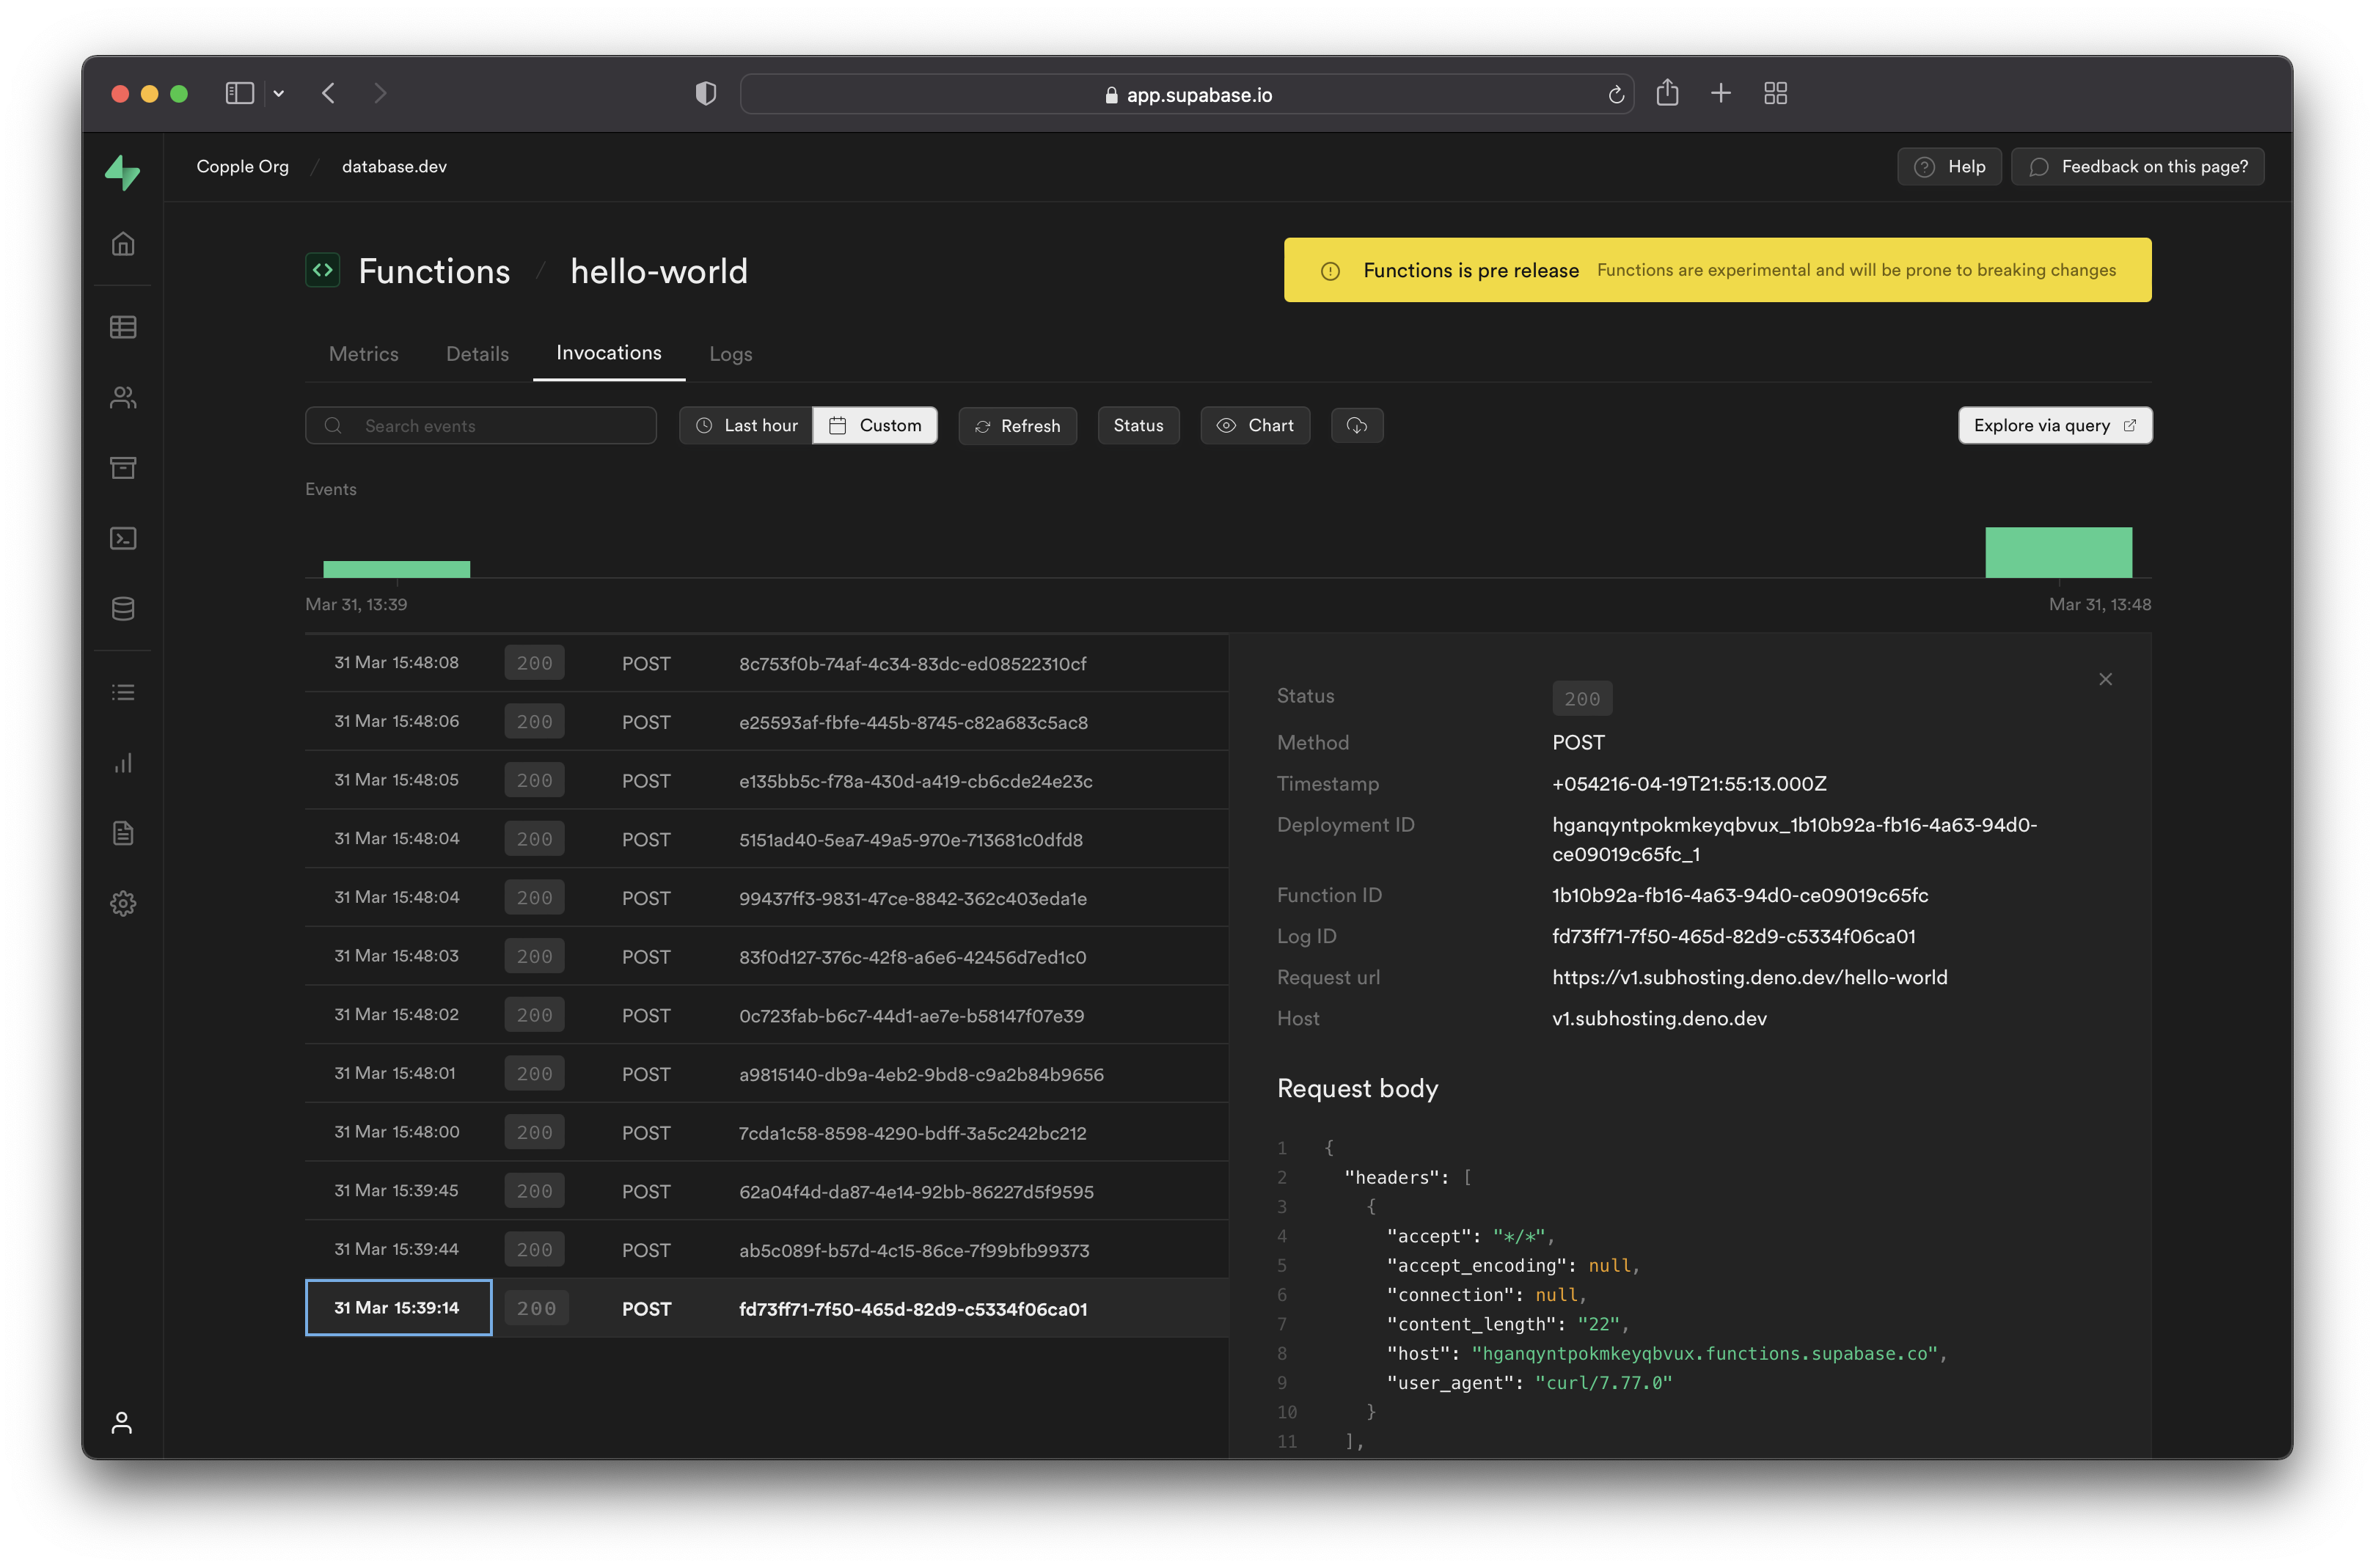 app.supabase.io
Copple Org / database.dev
Help
Feedback on this page?
Functions / hello-world
Functions is pre release Functions are experimental and will be prone to breaking changes
Metrics Details Invocations Logs
Search events
Last hour Custom Refresh Status Chart
Explore via query
Events
Mar 31, 13:39
Mar 31, 13:48
31 Mar 15:48:08 200 POST 8c753f0b-74af-4c34-83dc-ed08522310cf
31 Mar 15:48:06 200 POST e25593af-fbfe-445b-8745-c82a683c5ac8
31 Mar 15:48:05 200 POST e135bb5c-f78a-430d-a419-cb6cde24e23c
31 Mar 15:48:04 200 POST 5151ad40-5ea7-49a5-970e-713681c0dfd8
31 Mar 15:48:04 200 POST 99437ff3-9831-47ce-8842-362c403eda1e
31 Mar 15:48:03 200 POST 83f0d127-376c-42f8-a6e6-42456d7ed1c0
31 Mar 15:48:02 200 POST 0c723fab-b6c7-44d1-ae7e-b58147f07e39
31 Mar 15:48:01 200 POST a9815140-db9a-4eb2-9bd8-c9a2b84b9656
31 Mar 15:48:00 200 POST 7cda1c58-8598-4290-bdff-3a5c242bc212
31 Mar 15:39:45 200 POST 62a04f4d-da87-4e14-92bb-86227d5f9595
31 Mar 15:39:44 200 POST ab5c089f-b57d-4c15-86ce-7f99bfb99373
31 Mar 15:39:14 200 POST fd73ff71-7f50-465d-82d9-c5334f06ca01
Status 200
Method POST
Timestamp +054216-04-19T21:55:13.000Z
Deployment ID hganqyntpokmkeyqbvux_1b10b92a-fb16-4a63-94d0-
ce09019c65fc_1
Function ID 1b10b92a-fb16-4a63-94d0-ce09019c65fc
Log ID fd73ff71-7f50-465d-82d9-c5334f06ca01
Request url https://v1.subhosting.deno.dev/hello-world
Host v1.subhosting.deno.dev
Request body
1 {
2 "headers": [
3 {
4 "accept": "*/*",
5 "accept_encoding": null,
6 "connection": null,
7 "content_length": "22",
8 "host": "hganqyntpokmkeyqbvux.functions.supabase.co",
9 "user_agent": "curl/7.77.0"
10 }
11 ],